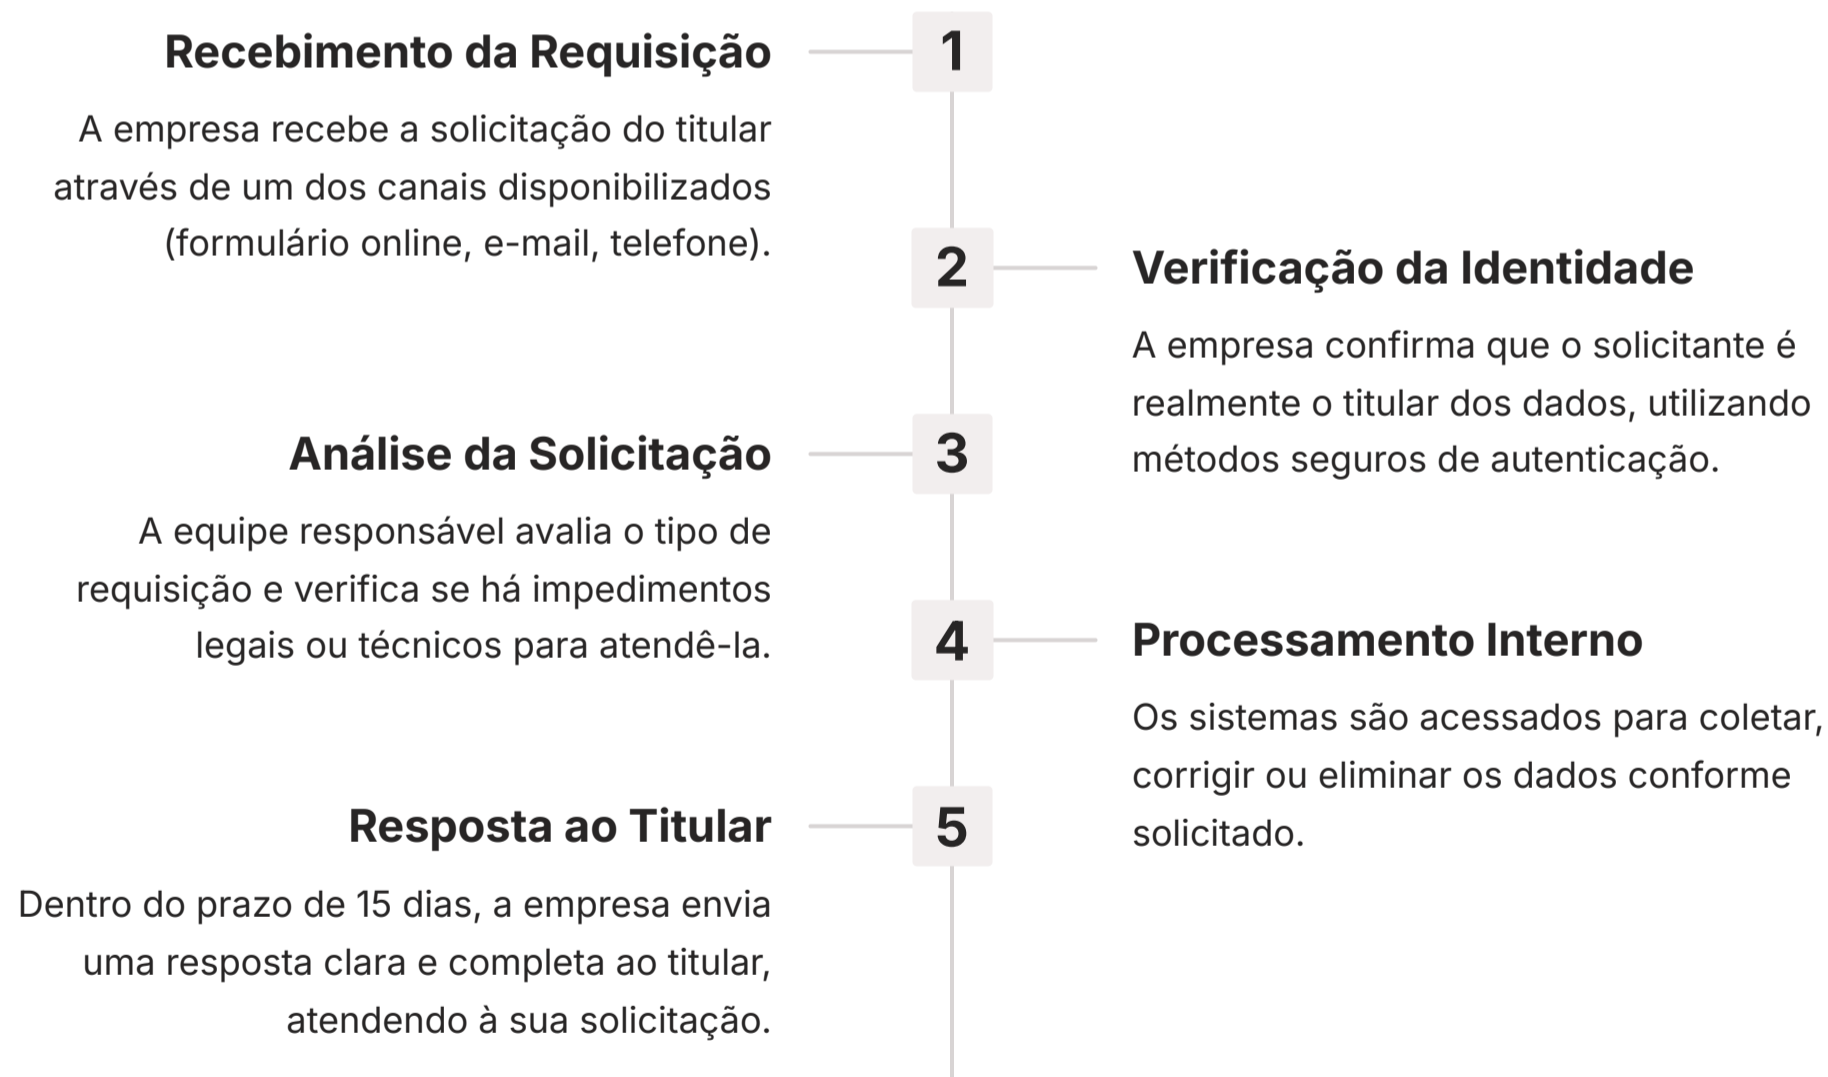 1
Recebimento da Requisição
A empresa recebe a solicitação do titular
através de um dos canais disponibilizados
(formulário online, e-mail, telefone).
2
Verificação da Identidade
A empresa confirma que o solicitante é
realmente o titular dos dados, utilizando
métodos seguros de autenticação.
3
Análise da Solicitação
A equipe responsável avalia o tipo de
requisição e verifica se há impedimentos
legais ou técnicos para atendê-la.
4
Processamento Interno
Os sistemas são acessados para coletar,
corrigir ou eliminar os dados conforme
solicitado.
5
Resposta ao Titular
Dentro do prazo de 15 dias, a empresa envia
uma resposta clara e completa ao titular,
atendendo à sua solicitação.